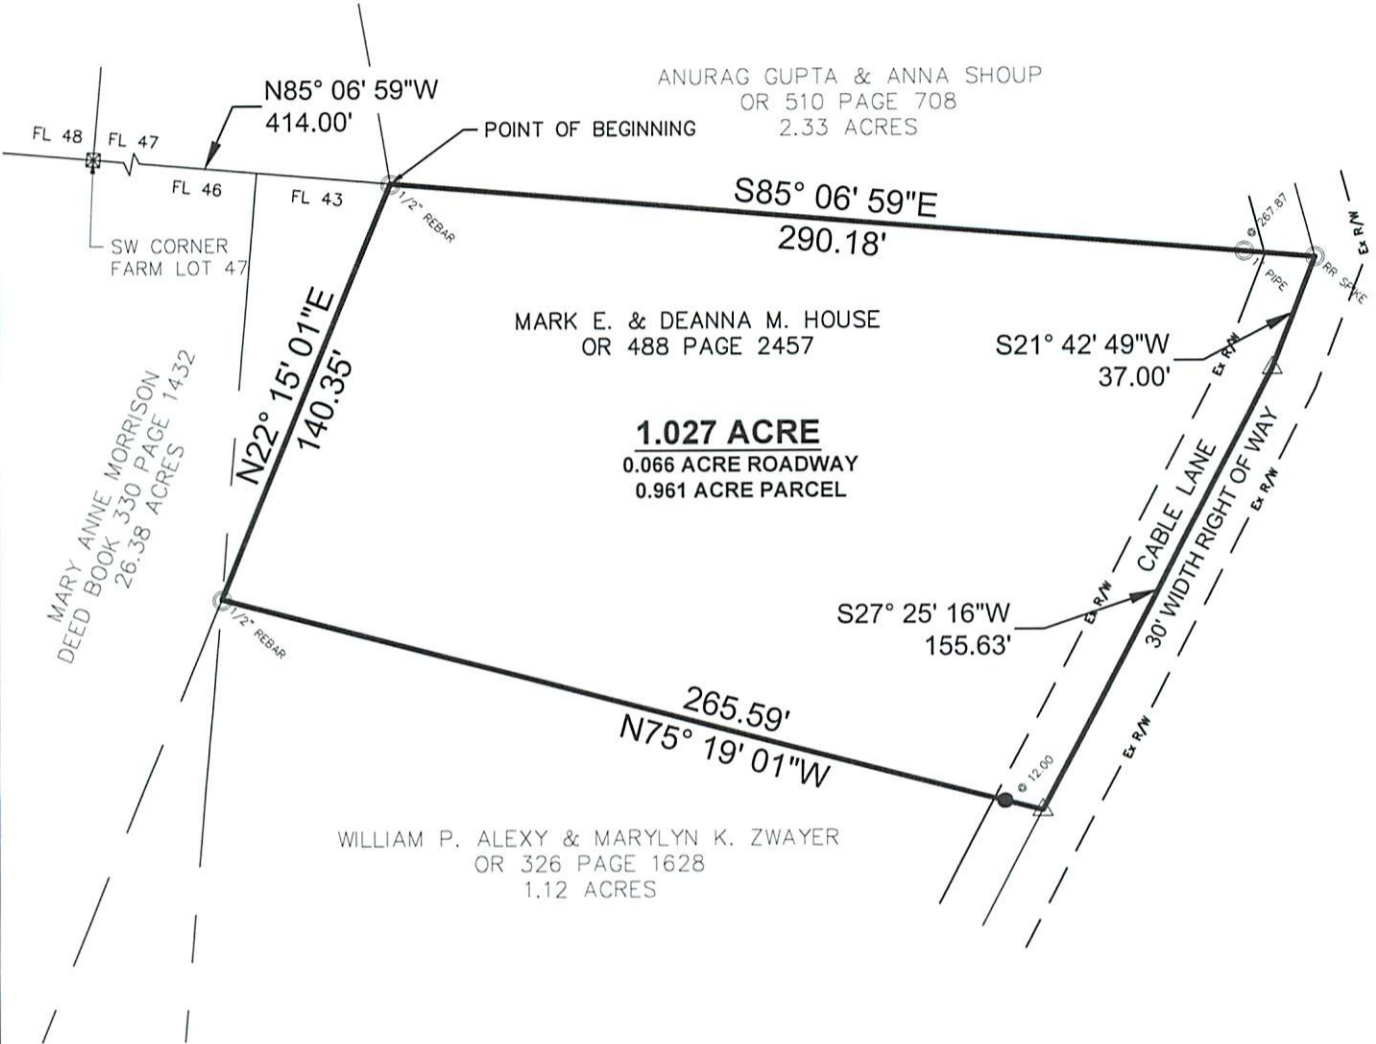 N85° 06' 59"W
414.00'
ANURAG GUPTA & ANNA SHOUP
OR 510 PAGE 708
2.33 ACRES
POINT OF BEGINNING
FL 48
FL 47
FL 46
FL 43
SW CORNER
FARM LOT 47
1/2" REBAR
S85° 06' 59"E
290.18'
@ 267.87
1" PIPE
RR SPIKE
Ex R/W
MARK E. & DEANNA M. HOUSE
OR 488 PAGE 2457
S21° 42' 49"W
37.00'
Ex R/W
N22° 15' 01"E
140.35'
MARY ANNE MORRISON
DEED BOOK 330 PAGE 1432
26.38 ACRES
1.027 ACRE
0.066 ACRE ROADWAY
0.961 ACRE PARCEL
CABLE LANE
30' WIDTH RIGHT OF WAY
Ex R/W
Ex R/W
S27° 25' 16"W
155.63'
1/2" REBAR
265.59'
N75° 19' 01"W
Ex R/W
@ 12.00
WILLIAM P. ALEXY & MARYLYN K. ZWAYER
OR 326 PAGE 1628
1.12 ACRES